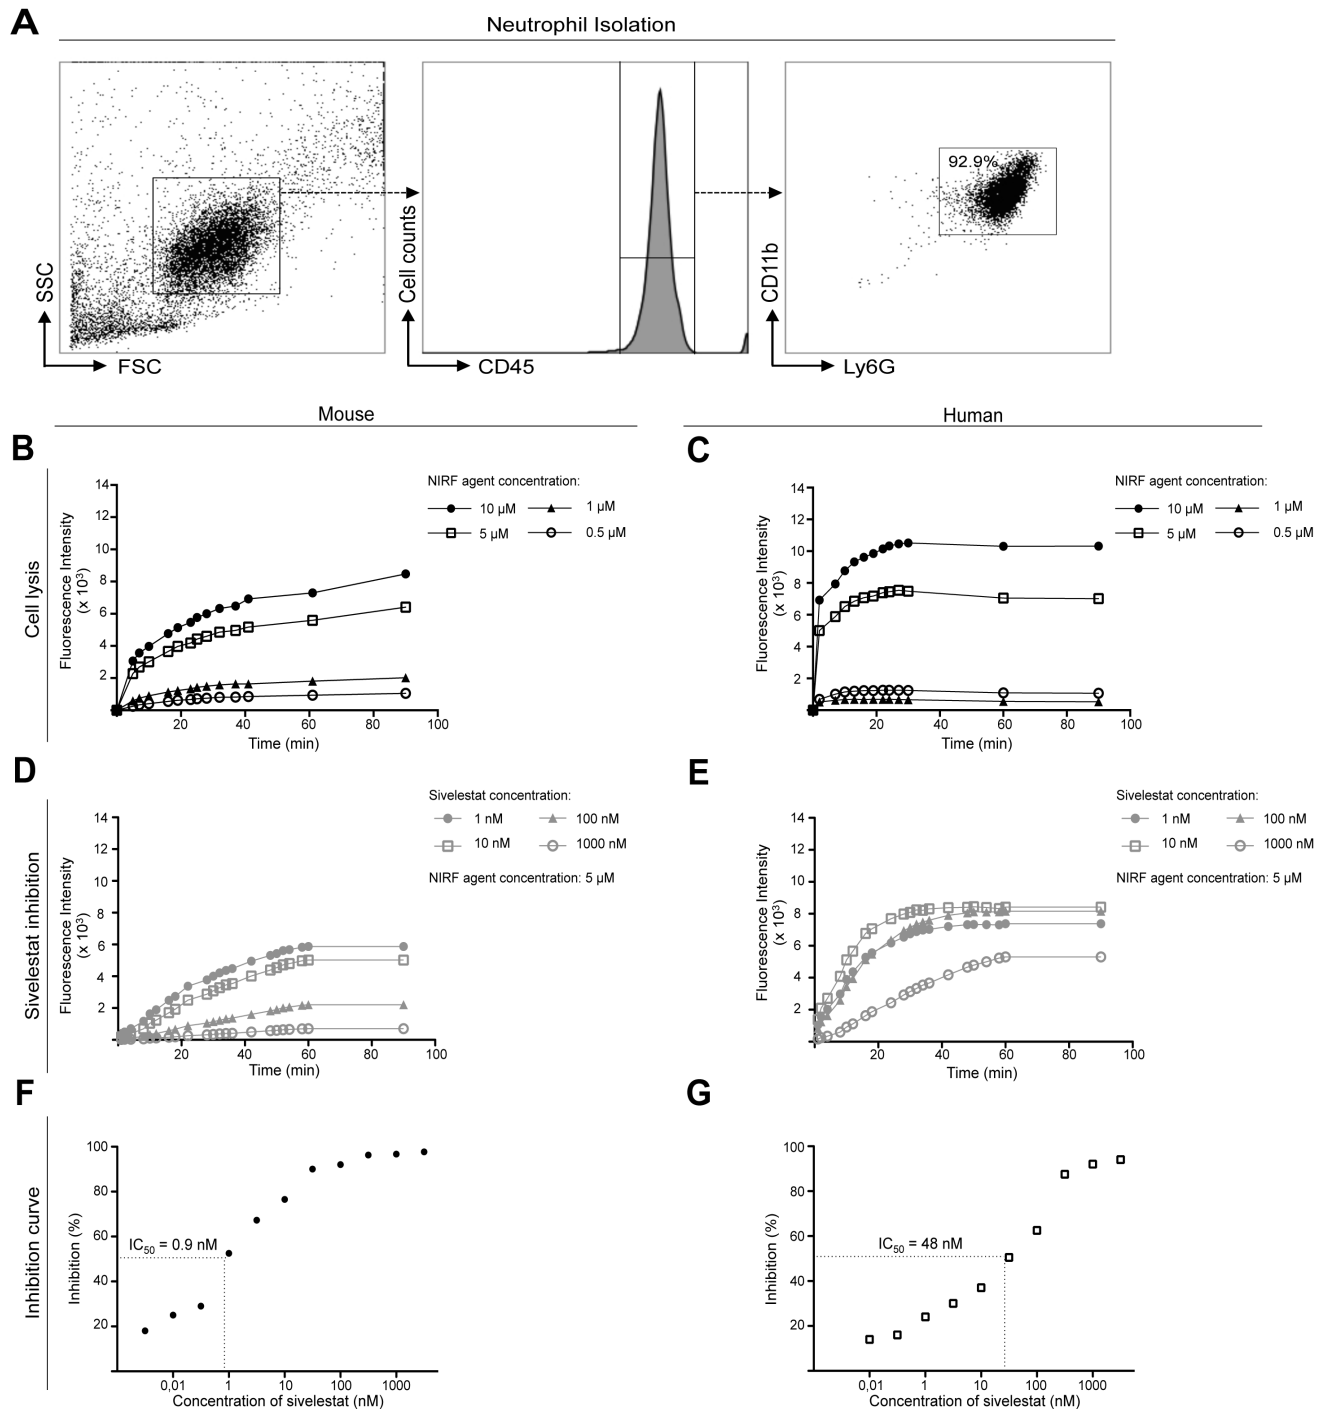 A
Neutrophil Isolation
SSC
FSC
Cell counts
CD45
92.9%
CD11b
Ly6G
Mouse
Human
B
Cell lysis
NIRF agent concentration:
10 µM
1 µM
5 µM
0.5 µM
Fluorescence Intensity
(x 10³)
14
12
10
8
6
4
2
20
40
60
80
100
Time (min)
C
NIRF agent concentration:
10 µM
1 µM
5 µM
0.5 µM
Fluorescence Intensity
(x 10³)
14
12
10
8
6
4
2
20
40
60
80
100
Time (min)
D
Sivelestat inhibition
Sivelestat concentration:
1 nM
100 nM
10 nM
1000 nM
NIRF agent concentration: 5 µM
Fluorescence Intensity
(x 10³)
14
12
10
8
6
4
2
20
40
60
80
100
Time (min)
E
Sivelestat concentration:
1 nM
100 nM
10 nM
1000 nM
NIRF agent concentration: 5 µM
Fluorescence Intensity
(x 10³)
14
12
10
8
6
4
2
20
40
60
80
100
Time (min)
F
Inhibition curve
Inhibition (%)
100
80
60
40
20
IC₅₀ = 0.9 nM
0,01
1
10
100
1000
Concentration of sivelestat (nM)
G
Inhibition (%)
100
80
60
40
20
IC₅₀ = 48 nM
0,01
1
10
100
1000
Concentration of sivelestat (nM)